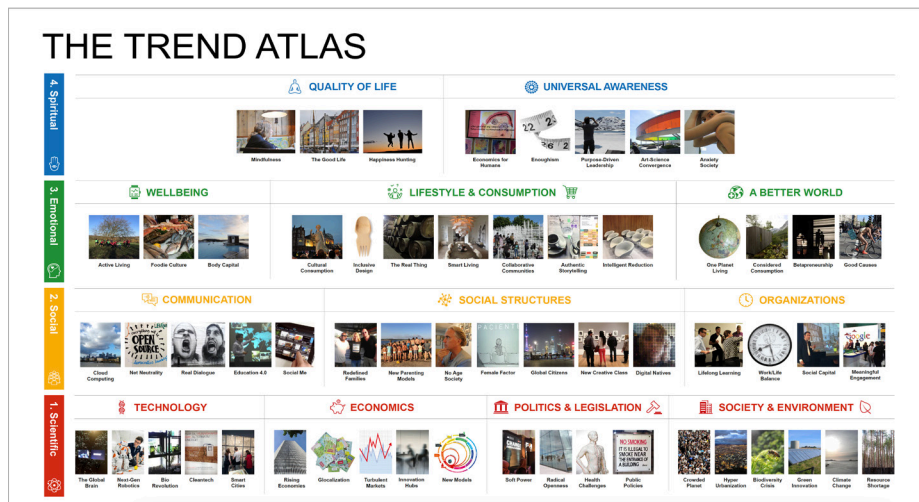 THE TREND ATLAS
4. Spiritual
QUALITY OF LIFE
UNIVERSAL AWARENESS
Mindfulness
The Good Life
Happiness Hunting
Economics for
Humans
Enoughism
Purpose-Driven
Leadership
Art-Science
Convergence
Anxiety
Society
3. Emotional
WELLBEING
LIFESTYLE & CONSUMPTION
A BETTER WORLD
Active Living
Foodie Culture
Body Capital
Cultural
Consumption
Inclusive
Design
The Real Thing
Smart Living
Collaborative
Communities
Authentic
Storytelling
Intelligent Reduction
One Planet
Living
Considered
Consumption
Betapreneurship
Good Causes
2. Social
COMMUNICATION
SOCIAL STRUCTURES
ORGANIZATIONS
OPEN
SOURCE
PACIENT
Google
Cloud
Computing
Net Neutrality
Real Dialogue
Education 4.0
Social Me
Redefined
Families
New Parenting
Models
No Age
Society
Female Factor
Global Citizens
New Creative Class
Digital Natives
Lifelong Learning
Work/Life
Balance
Social Capital
Meaningful
Engagement
1. Scientific
TECHNOLOGY
ECONOMICS
POLITICS & LEGISLATION
SOCIETY & ENVIRONMENT
NO SMOKING
IT IS ILLEGAL TO
SMOKE NEAR
THE ENTRANCE OF
A BUILDING
The Global
Brain
Next-Gen
Robotics
Bio
Revolution
Cleantech
Smart
Cities
Rising
Economies
Glocalization
Turbulent
Markets
Innovation
Hubs
New Models
Soft Power
Radical
Openness
Health
Challenges
Public
Policies
Crowded
Planet
Hyper
Urbanization
Biodiversity
Crisis
Green
Innovation
Climate
Change
Resource
Shortage